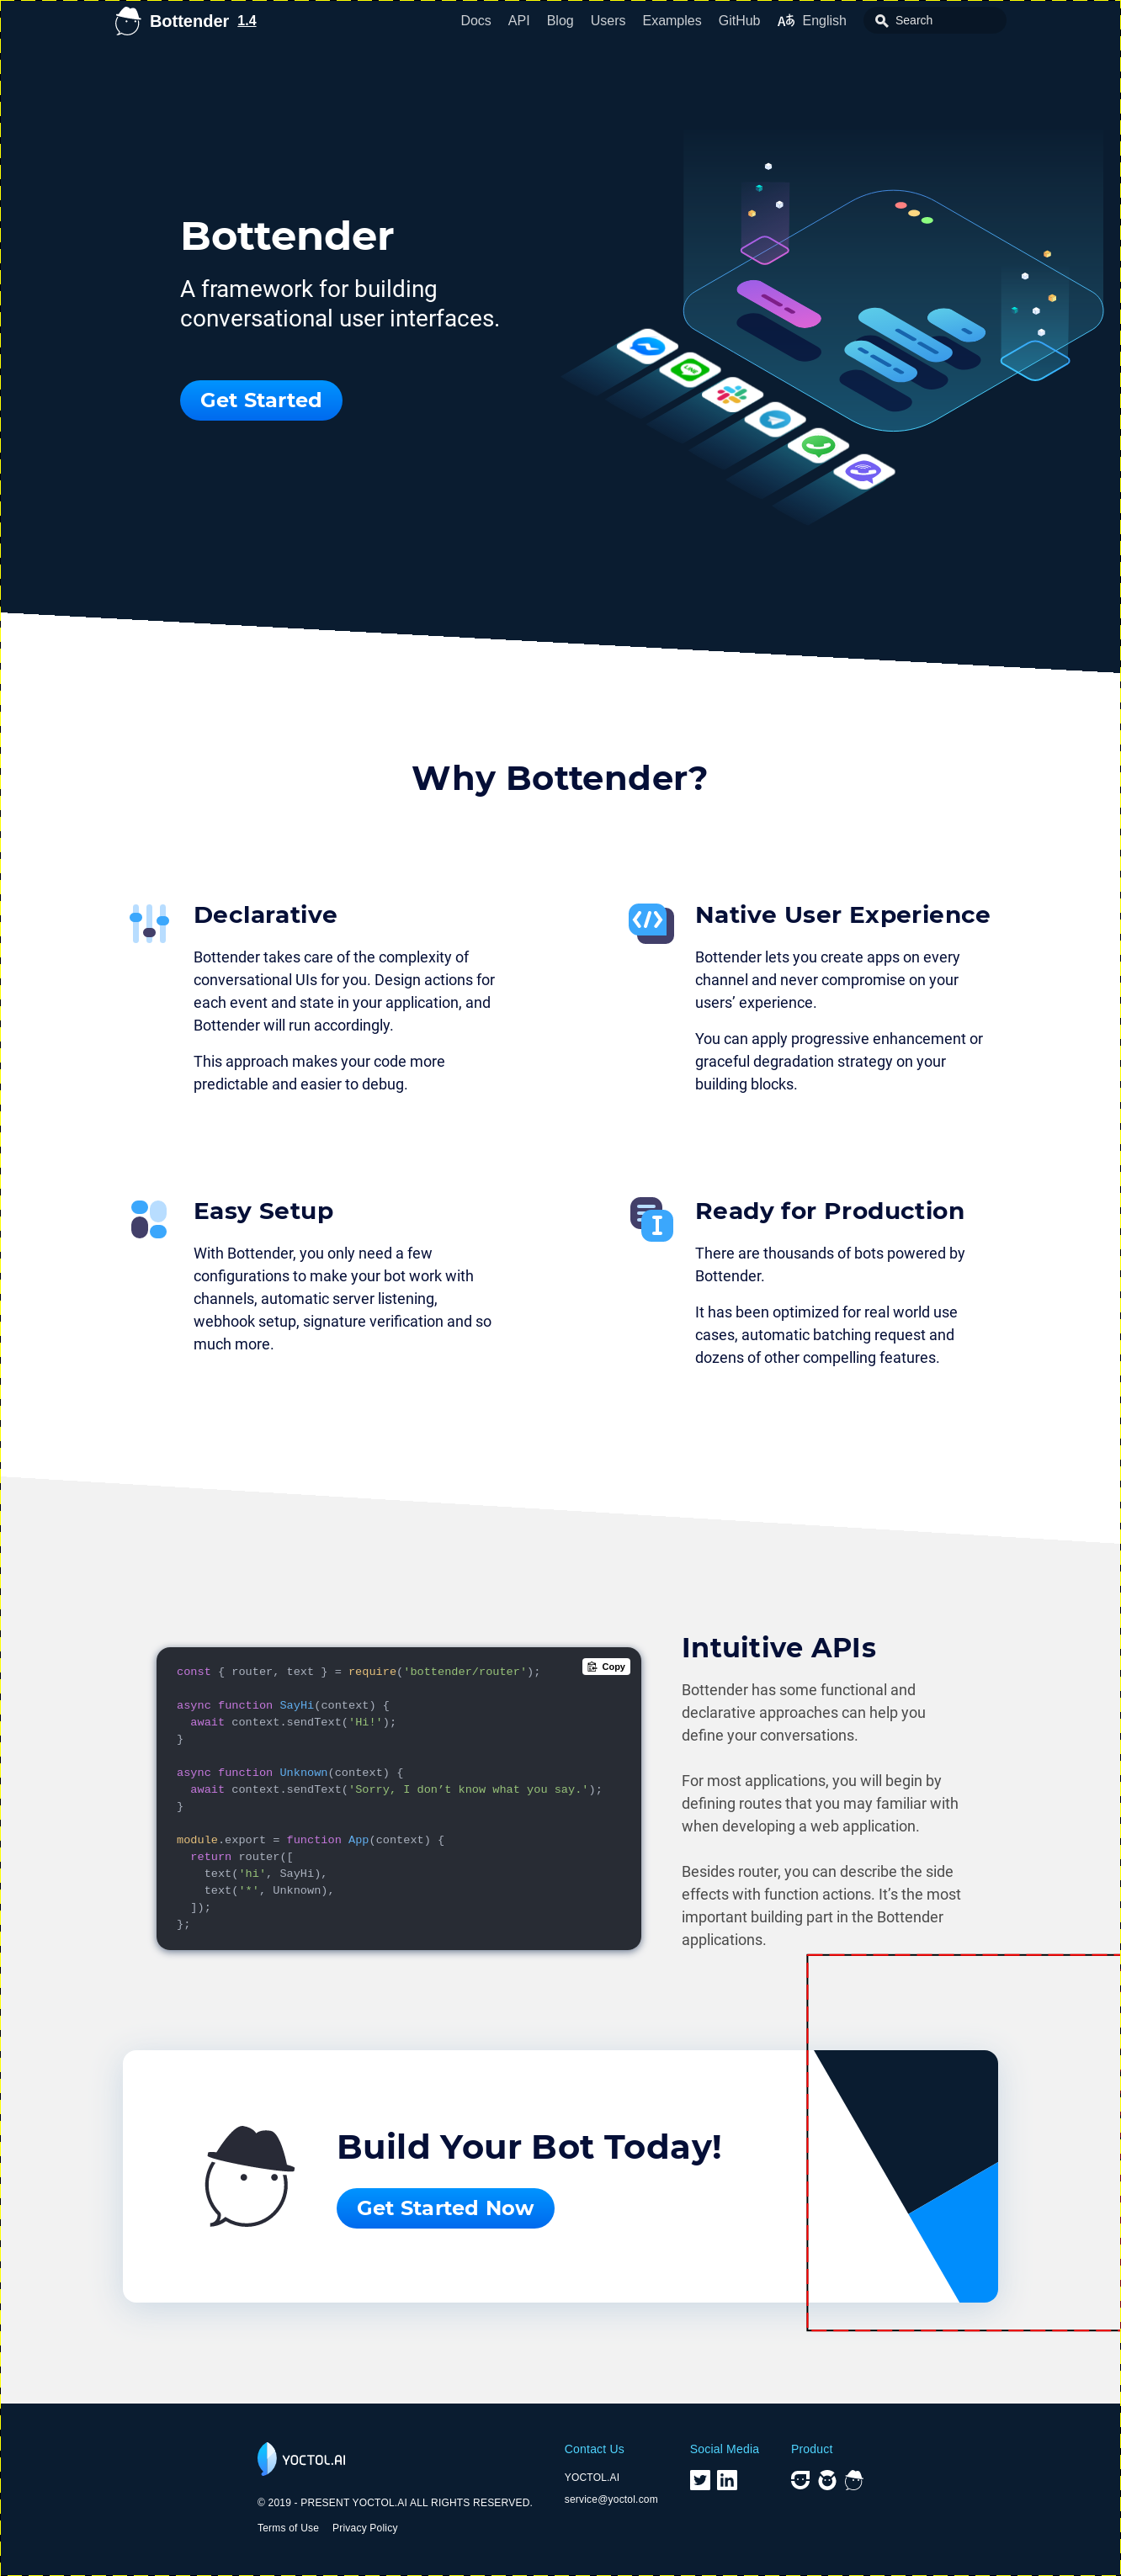 Bottender 1.4 Docs API Blog Users Examples GitHub Aあ English Search
Bottender
A framework for building
conversational user interfaces.
Get Started
LINE
Why Bottender?
Declarative
Bottender takes care of the complexity of
conversational UIs for you. Design actions for
each event and state in your application, and
Bottender will run accordingly.
This approach makes your code more
predictable and easier to debug.
Native User Experience
Bottender lets you create apps on every
channel and never compromise on your
users’ experience.
You can apply progressive enhancement or
graceful degradation strategy on your
building blocks.
Easy Setup
With Bottender, you only need a few
configurations to make your bot work with
channels, automatic server listening,
webhook setup, signature verification and so
much more.
Ready for Production
There are thousands of bots powered by
Bottender.
It has been optimized for real world use
cases, automatic batching request and
dozens of other compelling features.
Copy
const { router, text } = require('bottender/router');
async function SayHi(context) {
  await context.sendText('Hi!');
}
async function Unknown(context) {
  await context.sendText('Sorry, I don’t know what you say.');
}
module.export = function App(context) {
  return router([
    text('hi', SayHi),
    text('*', Unknown),
  ]);
};
Intuitive APIs
Bottender has some functional and
declarative approaches can help you
define your conversations.
For most applications, you will begin by
defining routes that you may familiar with
when developing a web application.
Besides router, you can describe the side
effects with function actions. It’s the most
important building part in the Bottender
applications.
Build Your Bot Today!
Get Started Now
YOCTOL.AI
© 2019 - PRESENT YOCTOL.AI ALL RIGHTS RESERVED.
Terms of Use Privacy Policy
Contact Us
YOCTOL.AI
service@yoctol.com
Social Media
in
Product